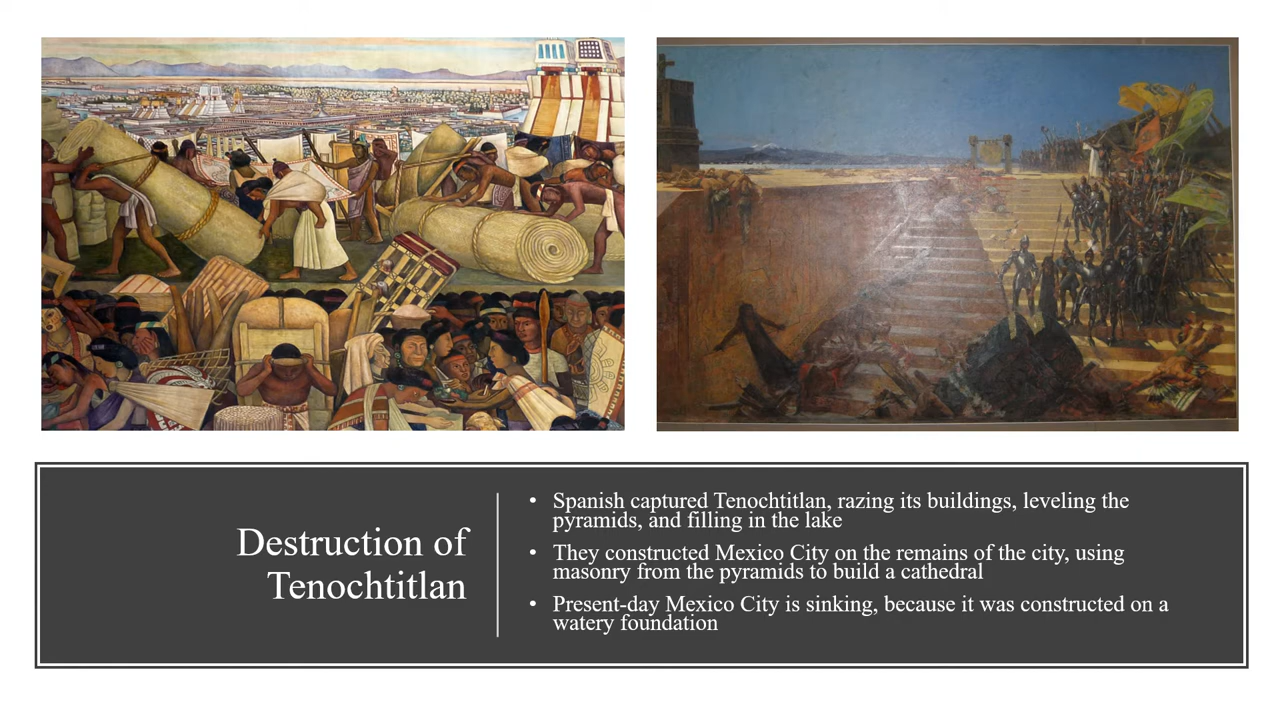 Destruction of
Tenochtitlan
• Spanish captured Tenochtitlan, razing its buildings, leveling the
pyramids, and filling in the lake
• They constructed Mexico City on the remains of the city, using
masonry from the pyramids to build a cathedral
• Present-day Mexico City is sinking, because it was constructed on a
watery foundation